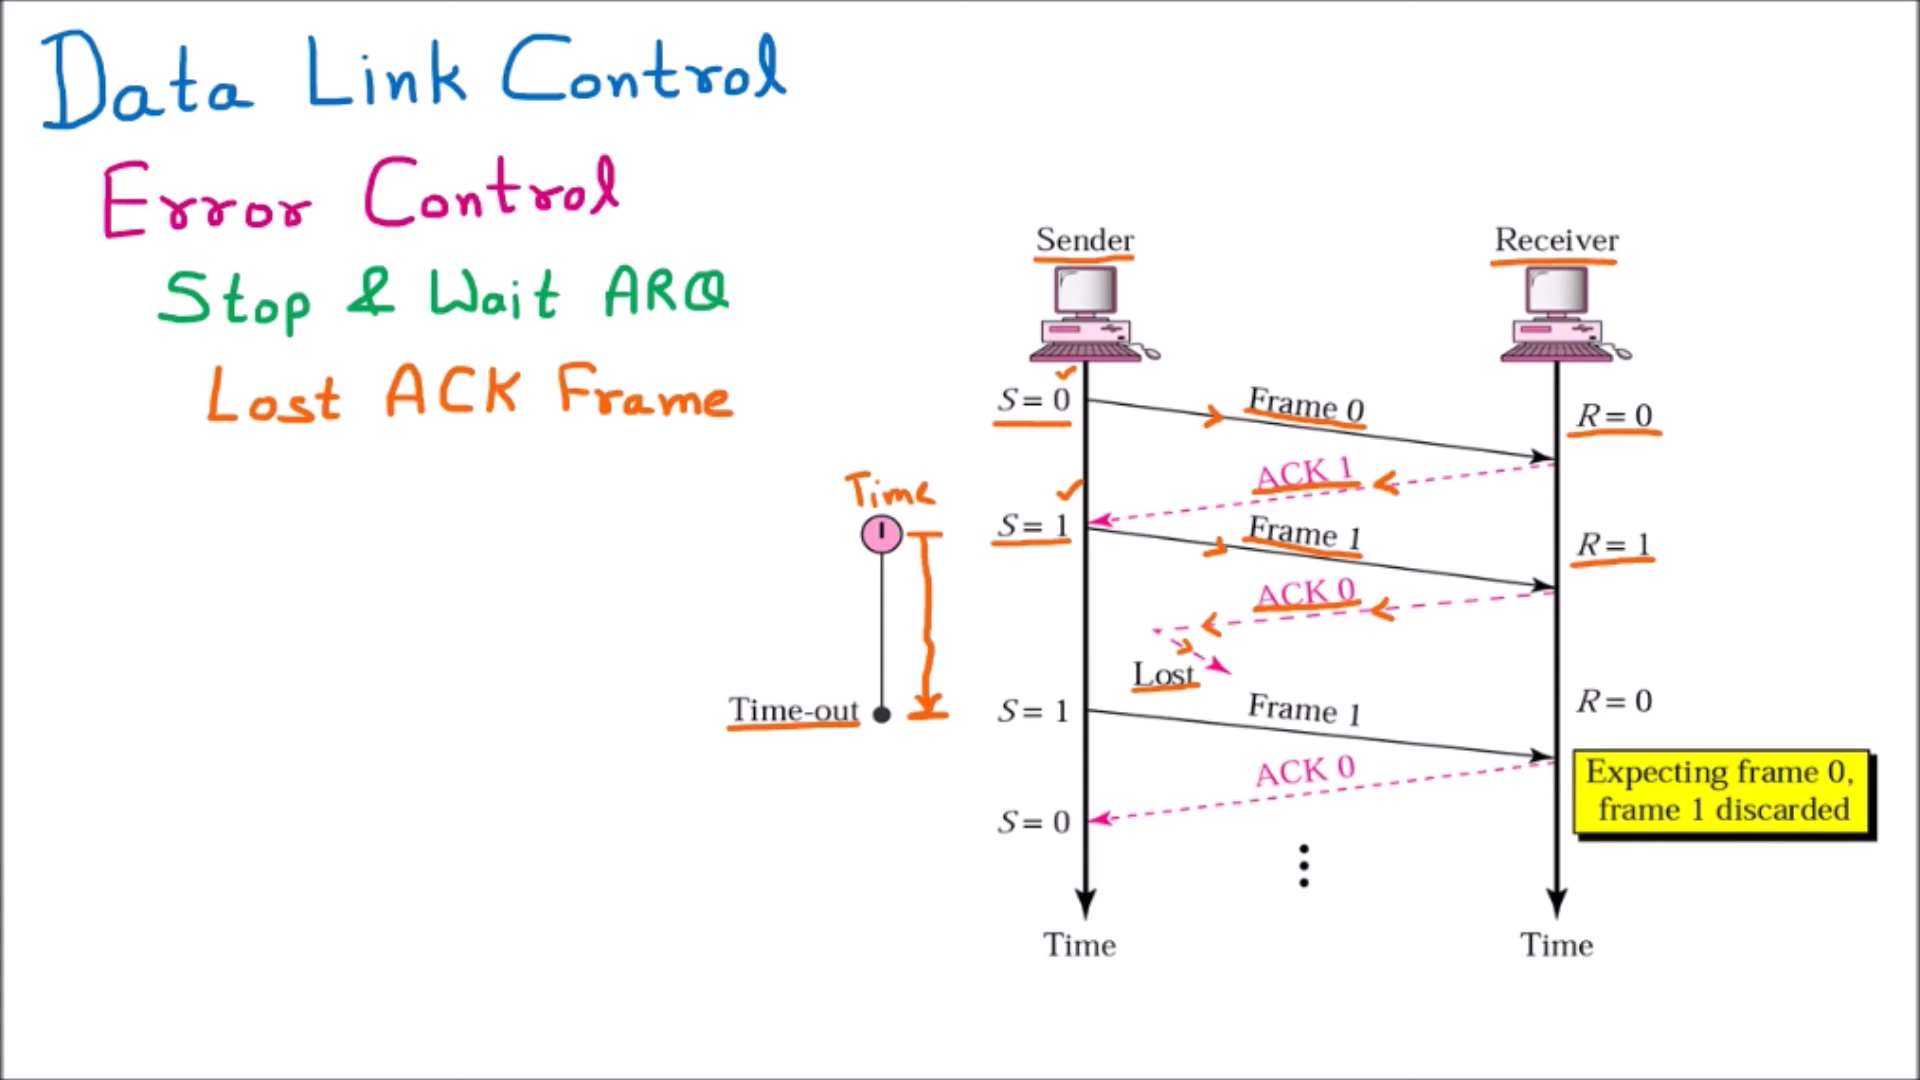 Data Link Control
Error Control
Stop & Wait ARQ
Lost ACK Frame
Sender
Receiver
S = 0
Frame 0
R = 0
ACK 1
Time
S = 1
Frame 1
R = 1
ACK 0
Lost
Time-out
S = 1
Frame 1
R = 0
ACK 0
Expecting frame 0,
frame 1 discarded
S = 0
Time
Time